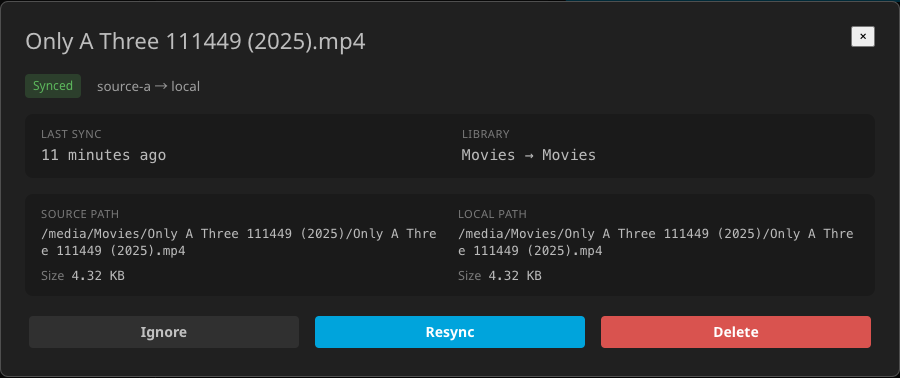 Only A Three 111449 (2025).mp4
×
Synced source-a → local
LAST SYNC
11 minutes ago
LIBRARY
Movies → Movies
SOURCE PATH
/media/Movies/Only A Three 111449 (2025)/Only A Thre
e 111449 (2025).mp4
Size 4.32 KB
LOCAL PATH
/media/Movies/Only A Three 111449 (2025)/Only A Thre
e 111449 (2025).mp4
Size 4.32 KB
Ignore
Resync
Delete